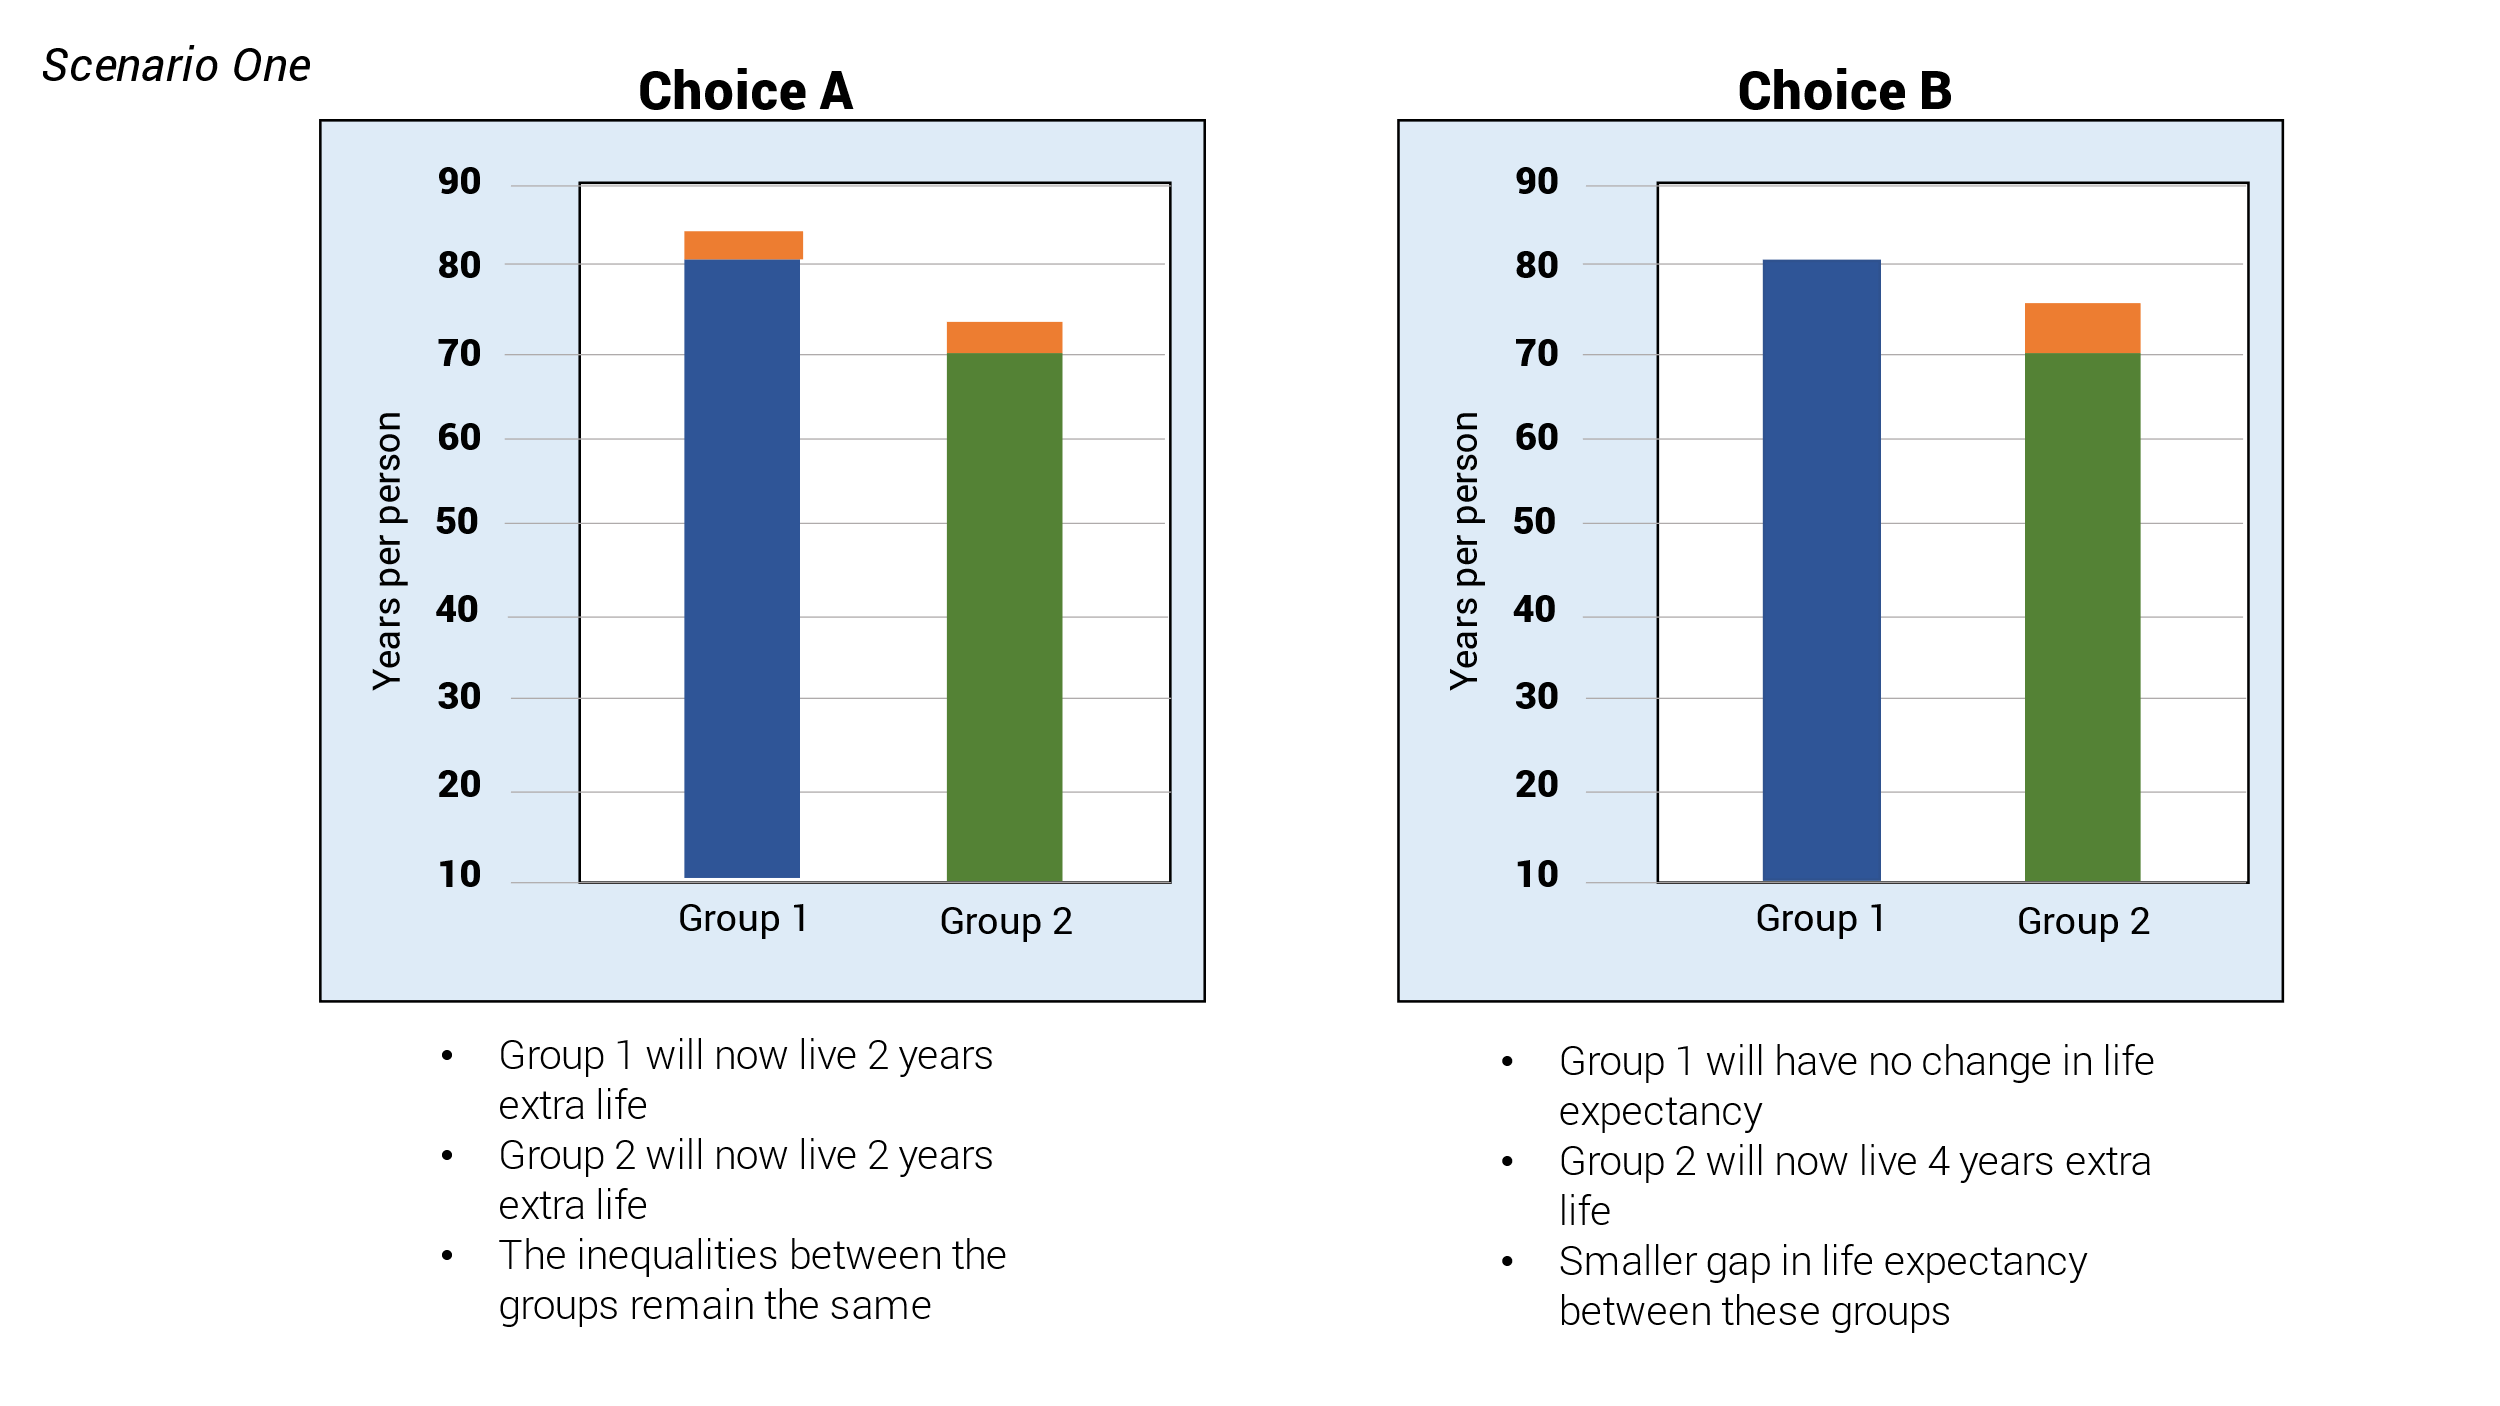 Scenario One
Choice A
90
80
70
60
50
40
30
20
10
Years per person
Group 1
Group 2
• Group 1 will now live 2 years
extra life
• Group 2 will now live 2 years
extra life
• The inequalities between the
groups remain the same
Choice B
90
80
70
60
50
40
30
20
10
Years per person
Group 1
Group 2
• Group 1 will have no change in life
expectancy
• Group 2 will now live 4 years extra
life
• Smaller gap in life expectancy
between these groups